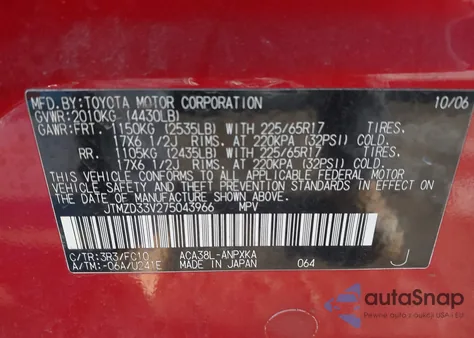 MFD.BY:TOYOTA MOTOR CORPORATION 10/06
GVWR:2010KG (4430LB)
GAWR:FRT. 1150KG (2535LB) WITH 225/65R17 TIRES,
17X6 1/2J RIMS, AT 220KPA (32PSI) COLD.
RR. 1105KG (2435LB) WITH 225/65R17 TIRES,
17X6 1/2J RIMS, AT 220KPA (32PSI) COLD.
THIS VEHICLE CONFORMS TO ALL APPLICABLE FEDERAL MOTOR
VEHICLE SAFETY, BUMPER, AND THEFT PREVENTION STANDARDS IN
EFFECT ON THE DATE OF MANUFACTURE SHOWN ABOVE.
JTMZD33V275043966 MPV
C/TR:3R3/FC10 ACA38L-ANPXKA
A/TM:-06A/U241E MADE IN JAPAN 064 J
autoSnap